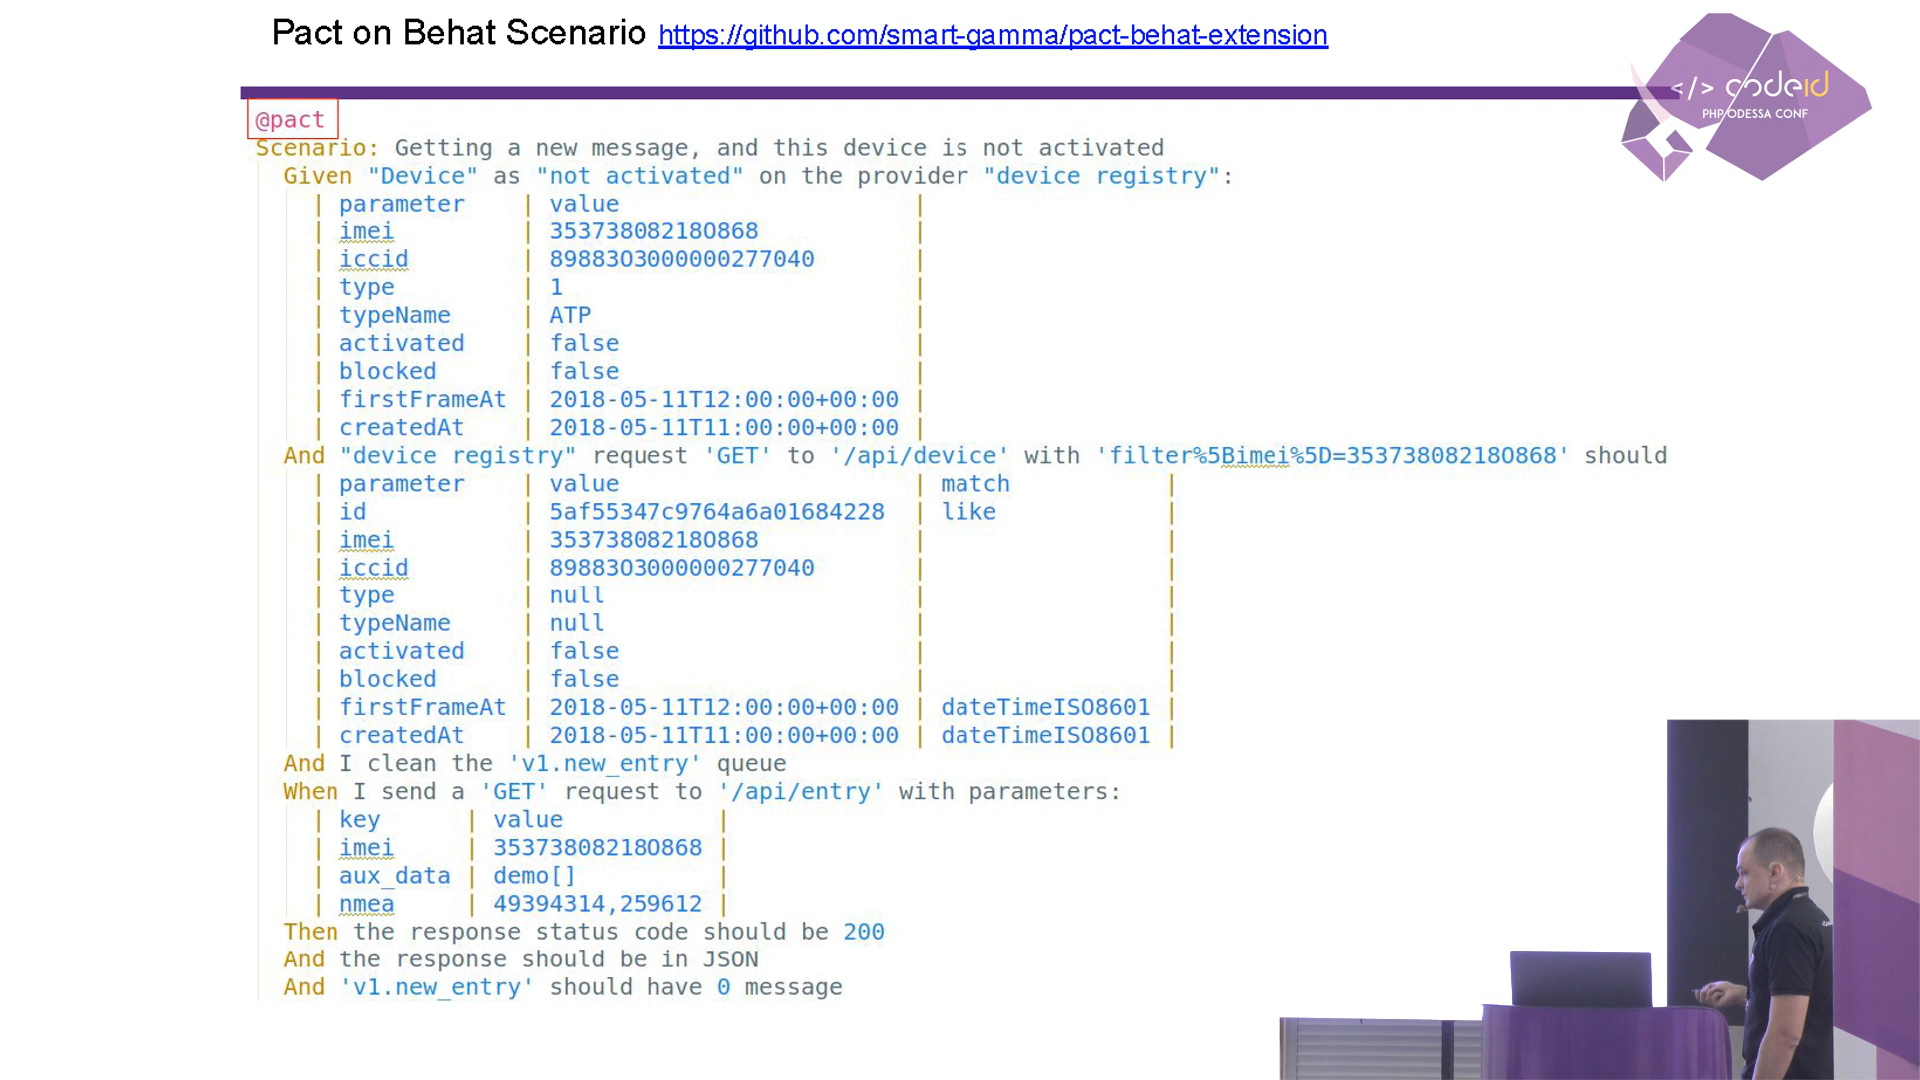 Pact on Behat Scenario https://github.com/smart-gamma/pact-behat-extension
</> codeid
PHP ODESSA CONF
@pact
Scenario: Getting a new message, and this device is not activated
Given "Device" as "not activated" on the provider "device registry":
| parameter | value |
| imei | 353738082180868 |
| iccid | 8988303000000277040 |
| type | 1 |
| typeName | ATP |
| activated | false |
| blocked | false |
| firstFrameAt | 2018-05-11T12:00:00+00:00 |
| createdAt | 2018-05-11T11:00:00+00:00 |
And "device registry" request 'GET' to '/api/device' with 'filter%5Bimei%5D=353738082180868' should
| parameter | value | match |
| id | 5af55347c9764a6a01684228 | like |
| imei | 353738082180868 | |
| iccid | 8988303000000277040 | |
| type | null | |
| typeName | null | |
| activated | false | |
| blocked | false | |
| firstFrameAt | 2018-05-11T12:00:00+00:00 | dateTimeISO8601 |
| createdAt | 2018-05-11T11:00:00+00:00 | dateTimeISO8601 |
And I clean the 'v1.new_entry' queue
When I send a 'GET' request to '/api/entry' with parameters:
| key | value |
| imei | 353738082180868 |
| aux_data | demo[] |
| nmea | 49394314,259612 |
Then the response status code should be 200
And the response should be in JSON
And 'v1.new_entry' should have 0 message